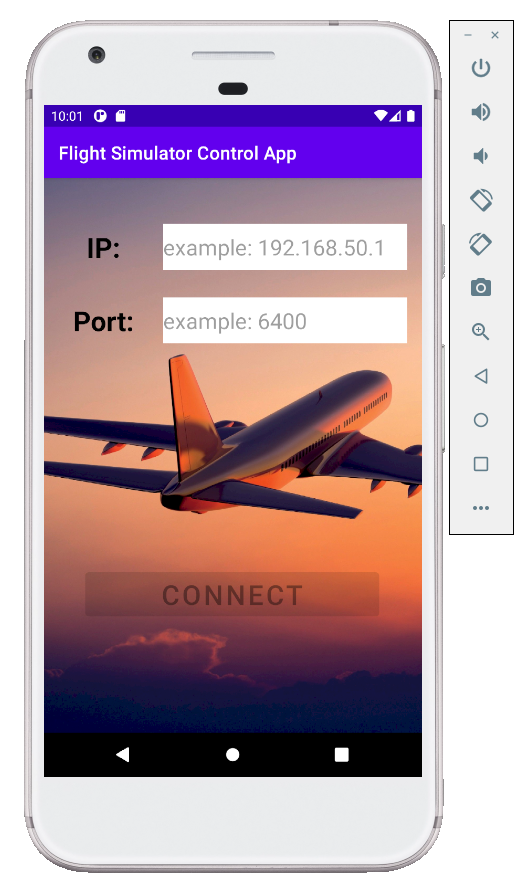 10:01
Flight Simulator Control App
IP: example: 192.168.50.1
Port: example: 6400
CONNECT